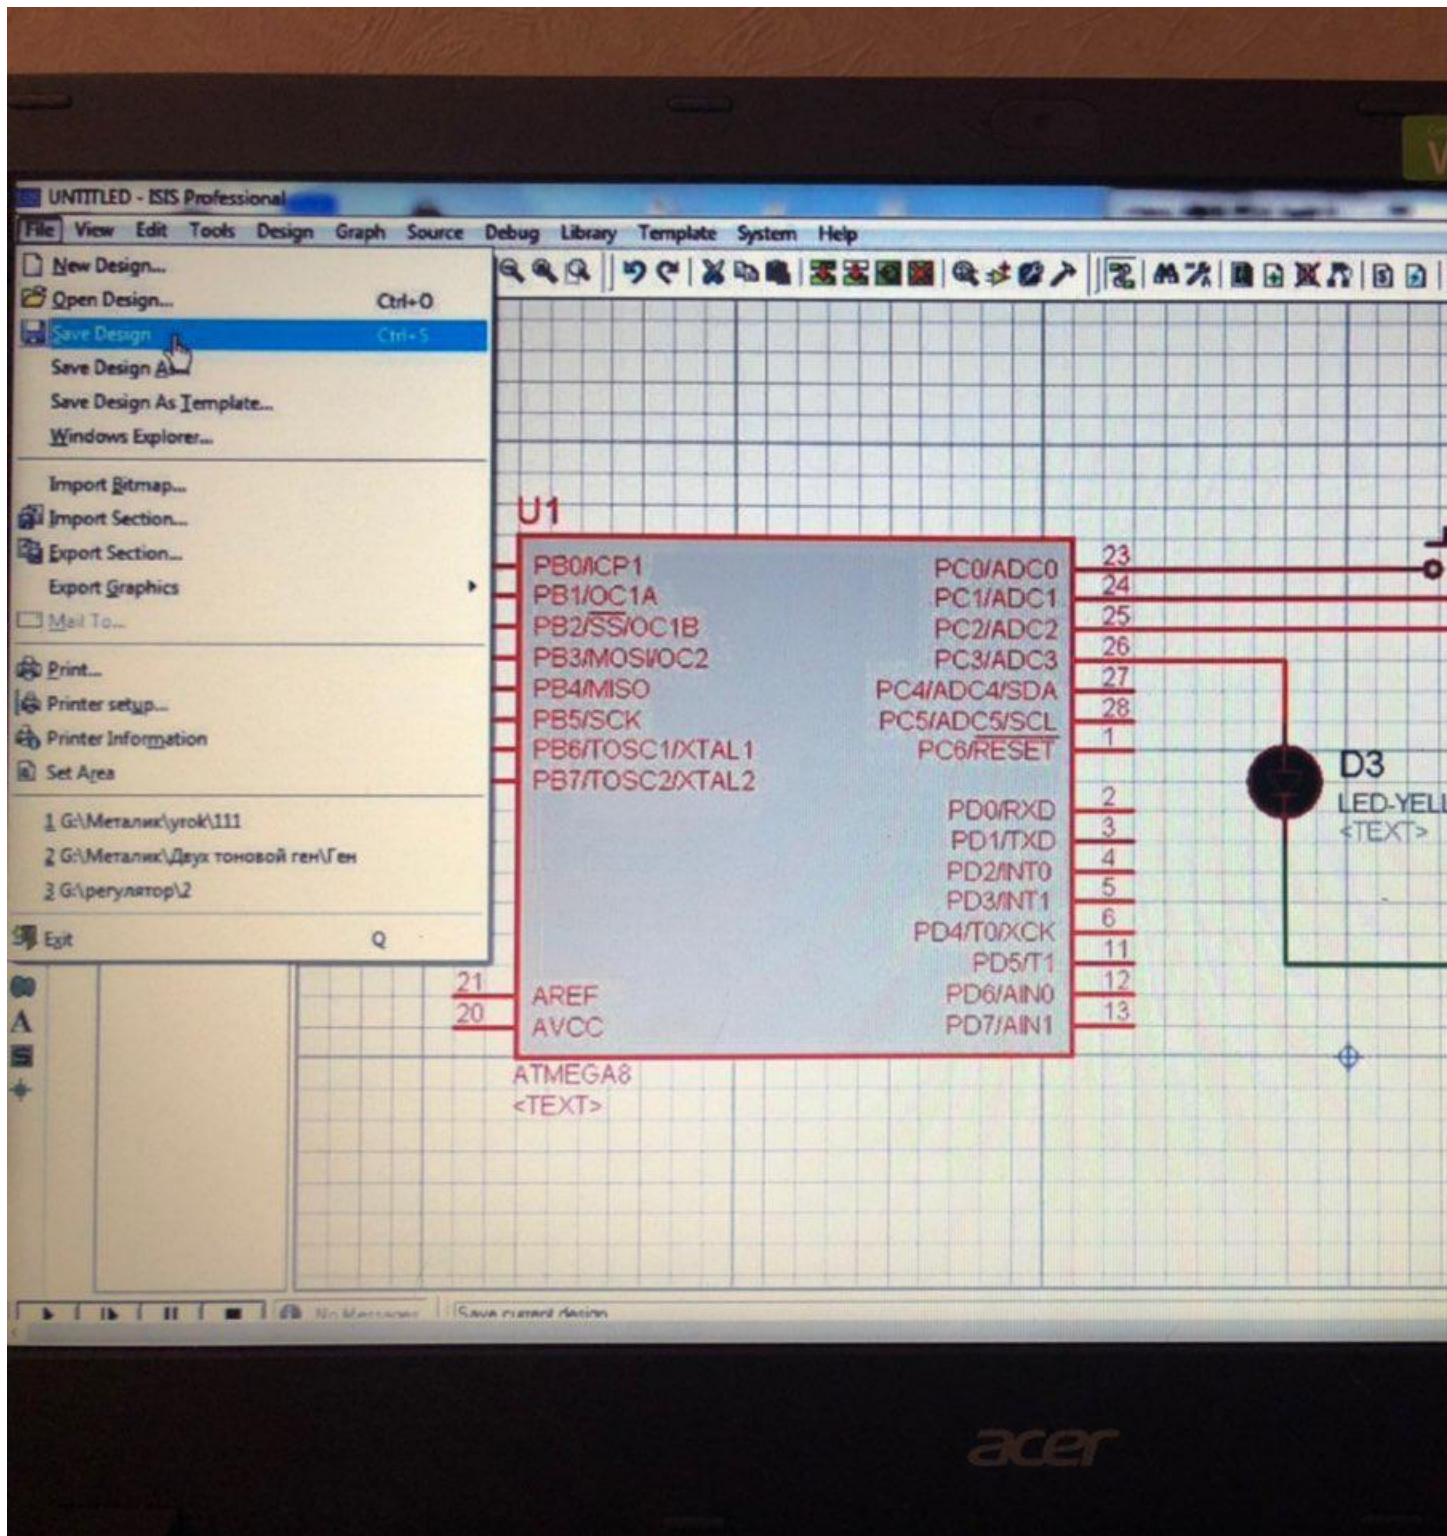 UNTITLED - ISIS Professional
File View Edit Tools Design Graph Source Debug Library Template System Help
New Design...
Open Design... Ctrl+O
Save Design Ctrl+S
Save Design As...
Save Design As Template...
Windows Explorer...
Import Bitmap...
Import Section...
Export Section...
Export Graphics
Mail To...
Print...
Printer setup...
Printer Information
Set Area
1 G:\Металик\yrok\111
2 G:\Металик\Двух тоновой ген\Ген
3 G:\регулятор\2
Exit Q
A
S
U1
PB0/ICP1
PB1/OC1A
PB2/SS/OC1B
PB3/MOSI/OC2
PB4/MISO
PB5/SCK
PB6/TOSC1/XTAL1
PB7/TOSC2/XTAL2
21 AREF
20 AVCC
PC0/ADC0 23
PC1/ADC1 24
PC2/ADC2 25
PC3/ADC3 26
PC4/ADC4/SDA 27
PC5/ADC5/SCL 28
PC6/RESET 1
PD0/RXD 2
PD1/TXD 3
PD2/INT0 4
PD3/INT1 5
PD4/T0/XCK 6
PD5/T1 11
PD6/AIN0 12
PD7/AIN1 13
ATMEGA8
<TEXT>
D3
LED-YELL
<TEXT>
No Messages
Save current design
acer